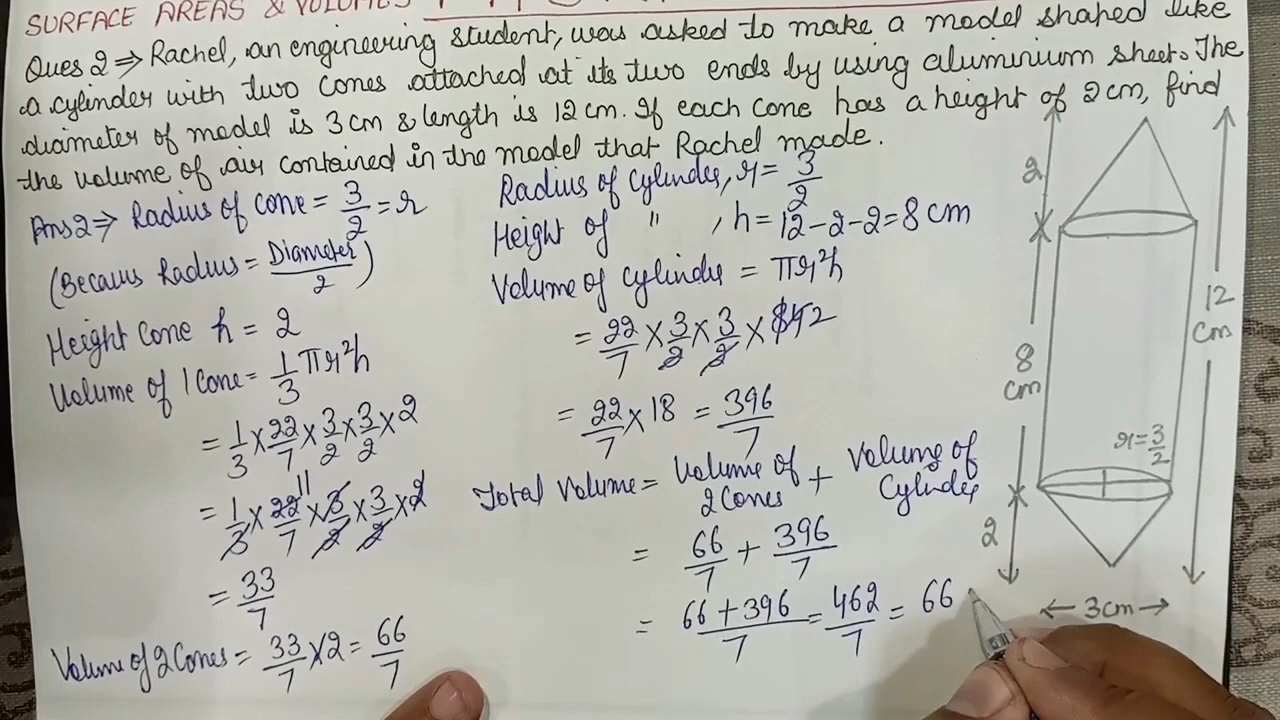 SURFACE AREAS & VOLUMES
Ques 2 ⇒ Rachel, an engineering student, was asked to make a model shaped like
a cylinder with two cones attached at its two ends by using aluminium sheet. The
diameter of model is 3 cm & length is 12 cm. If each cone has a height of 2 cm, find
the volume of air contained in the model that Rachel made.
Ans 2 ⇒ Radius of cone = 3/2 = r
(Becaus Radius = Diameter/2)
Height Cone h = 2
Volume of 1 Cone = 1/3 πr²h
= 1/3 × 22/7 × 3/2 × 3/2 × 2
= 1/3 × 22/7 × 3/2 × 3/2 × 2
11
= 33/7
Volume of 2 Cones = 33/7 × 2 = 66/7
Radius of Cylinder, r = 3/2
Height of " , h = 12-2-2 = 8 cm
Volume of Cylinder = πr²h
= 22/7 × 3/2 × 3/2 × 8 4 2
= 22/7 × 18 = 396/7
Total Volume = Volume of 2 Cones + Volume of Cylinder
= 66/7 + 396/7
= 66 + 396/7 = 462/7 = 66
2
8 cm
2
12 cm
r = 3/2
3 cm